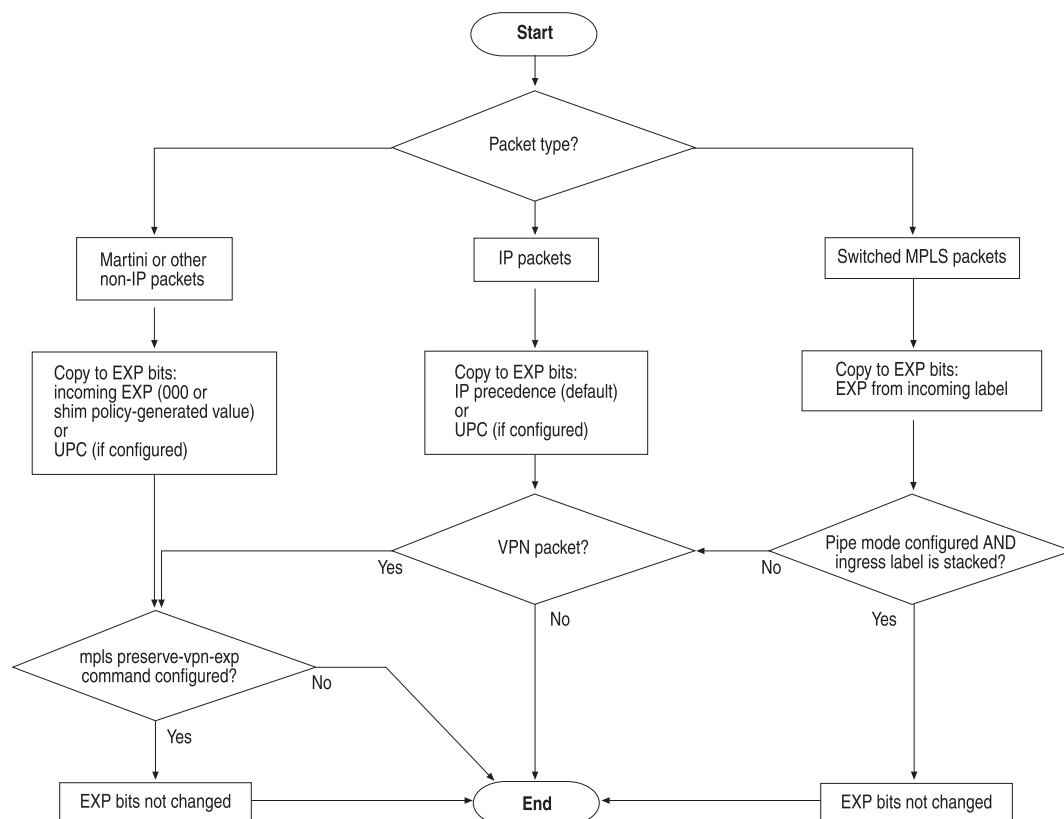 Start
Packet type?
Martini or other
non-IP packets
IP packets
Switched MPLS packets
Copy to EXP bits:
incoming EXP (000 or
shim policy-generated value)
or
UPC (if configured)
Copy to EXP bits:
IP precedence (default)
or
UPC (if configured)
Copy to EXP bits:
EXP from incoming label
VPN packet?
Pipe mode configured AND
ingress label is stacked?
Yes
No
No
Yes
mpls preserve-vpn-exp
command configured?
No
Yes
EXP bits not changed
End
EXP bits not changed